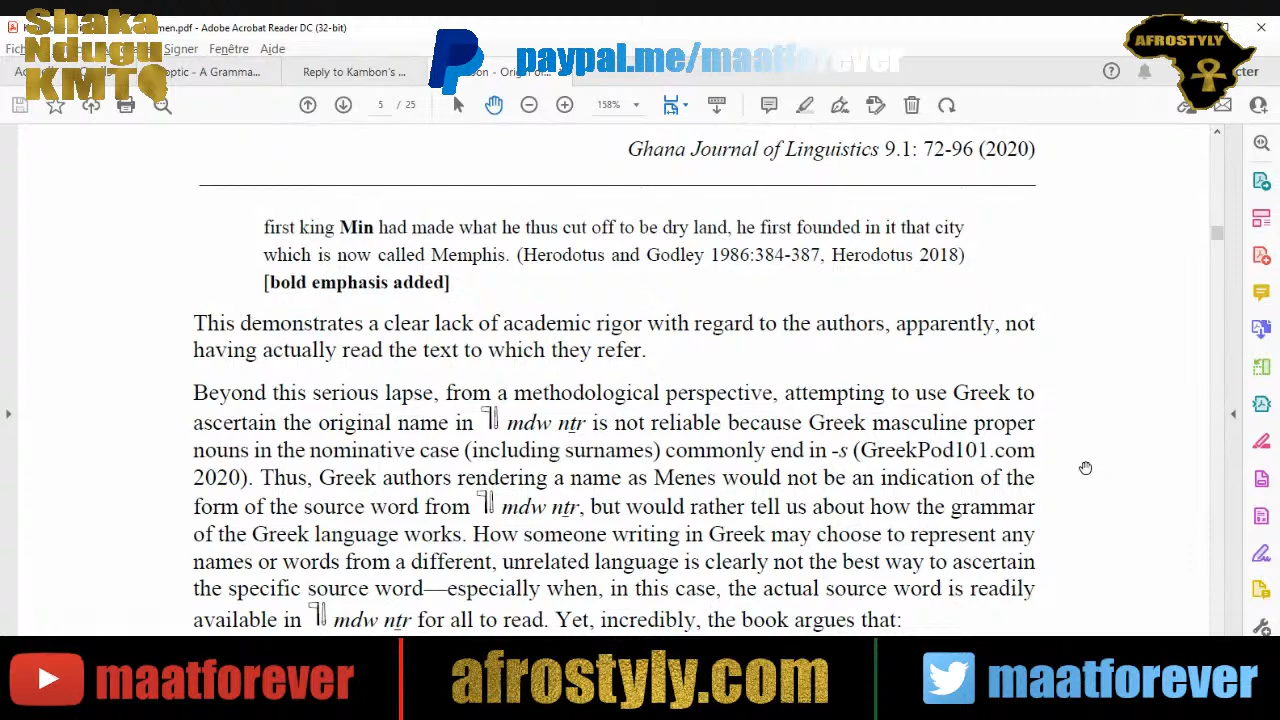 Shaka
Ndugu
KMT
men.pdf - Adobe Acrobat Reader DC (32-bit)
Signer Fenêtre Aide
paypal.me/maatforever
AFROSTYLY
optic - A Gramma...
Reply to Kambon's ...
5 / 25
158%
Ghana Journal of Linguistics 9.1: 72-96 (2020)
first king Min had made what he thus cut off to be dry land, he first founded in it that city
which is now called Memphis. (Herodotus and Godley 1986:384-387, Herodotus 2018)
[bold emphasis added]
This demonstrates a clear lack of academic rigor with regard to the authors, apparently, not
having actually read the text to which they refer.
Beyond this serious lapse, from a methodological perspective, attempting to use Greek to
ascertain the original name in mdw nṯr is not reliable because Greek masculine proper
nouns in the nominative case (including surnames) commonly end in -s (GreekPod101.com
2020). Thus, Greek authors rendering a name as Menes would not be an indication of the
form of the source word from mdw nṯr, but would rather tell us about how the grammar
of the Greek language works. How someone writing in Greek may choose to represent any
names or words from a different, unrelated language is clearly not the best way to ascertain
the specific source word—especially when, in this case, the actual source word is readily
available in mdw nṯr for all to read. Yet, incredibly, the book argues that:
maatforever
afrostyly.com
maatforever